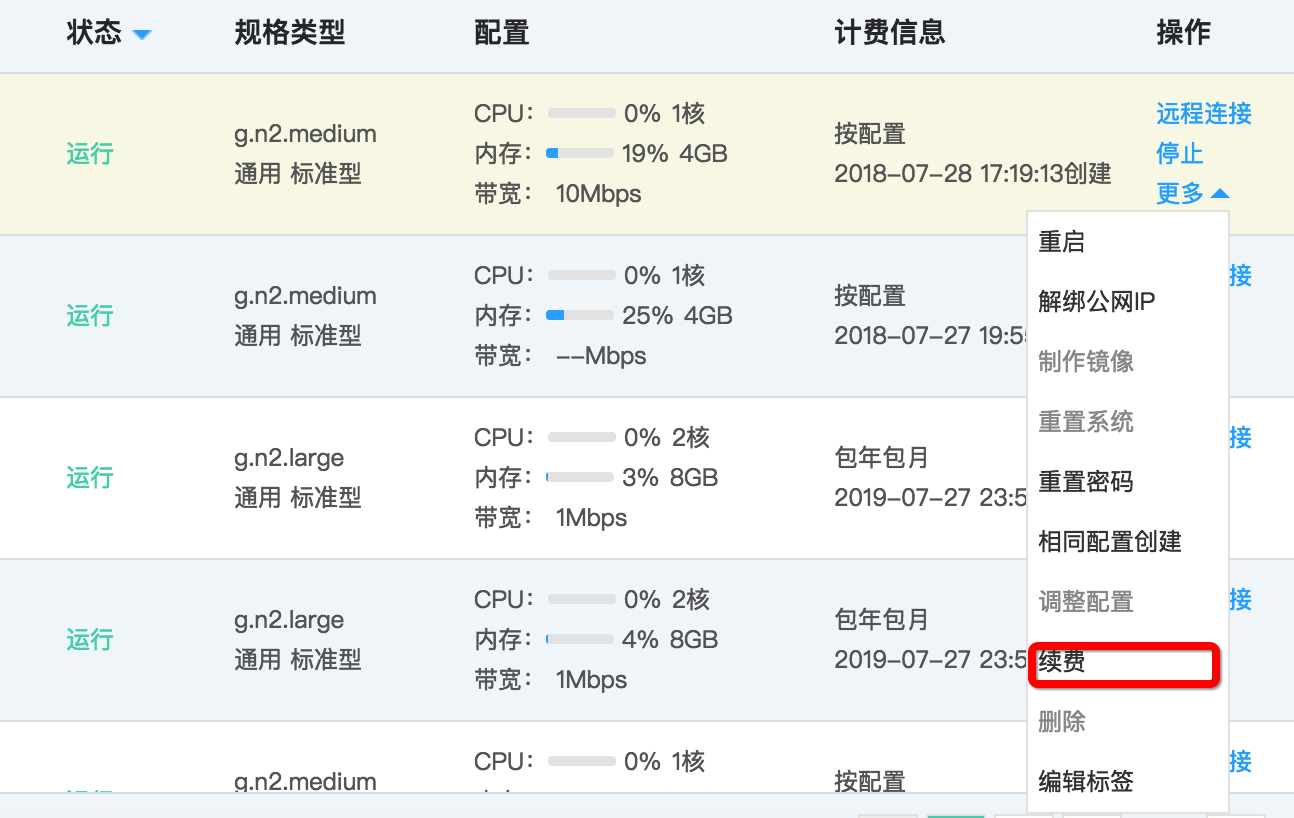 状态 规格类型 配置 计费信息 操作
CPU： 0% 1核 远程连接
g.n2.medium 按配置
运行 内存： 19% 4GB 停止
通用 标准型 2018-07-28 17:19:13创建
带宽： 10Mbps 更多
重启
CPU： 0% 1核 接
g.n2.medium 按配置
解绑公网IP
运行 内存： 25% 4GB
通用 标准型 2018-07-27 19:5
带宽： --Mbps
制作镜像
重置系统
CPU： 0% 2核 接
g.n2.large 包年包月
运行 内存： 3% 8GB
重置密码
通用 标准型 2019-07-27 23:5
带宽： 1Mbps
相同配置创建
CPU： 0% 2核 调整配置 接
g.n2.large 包年包月
运行 内存： 4% 8GB
通用 标准型 2019-07-27 23:5
续费
带宽： 1Mbps
删除
CPU： 0% 1核 接
g.n2.medium 按配置
编辑标签